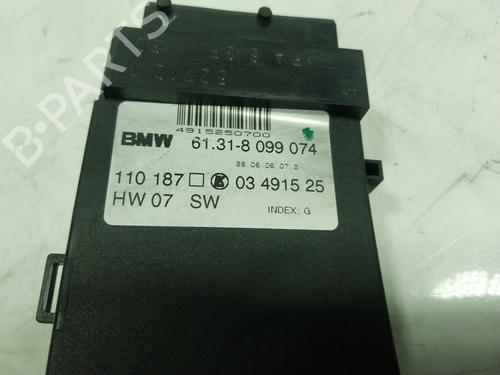 4915250700
BMW 61.31-8 099 074
28.06.06.07 2
110 187 03 4915 25
HW 07 SW INDEX: G
B-Parts